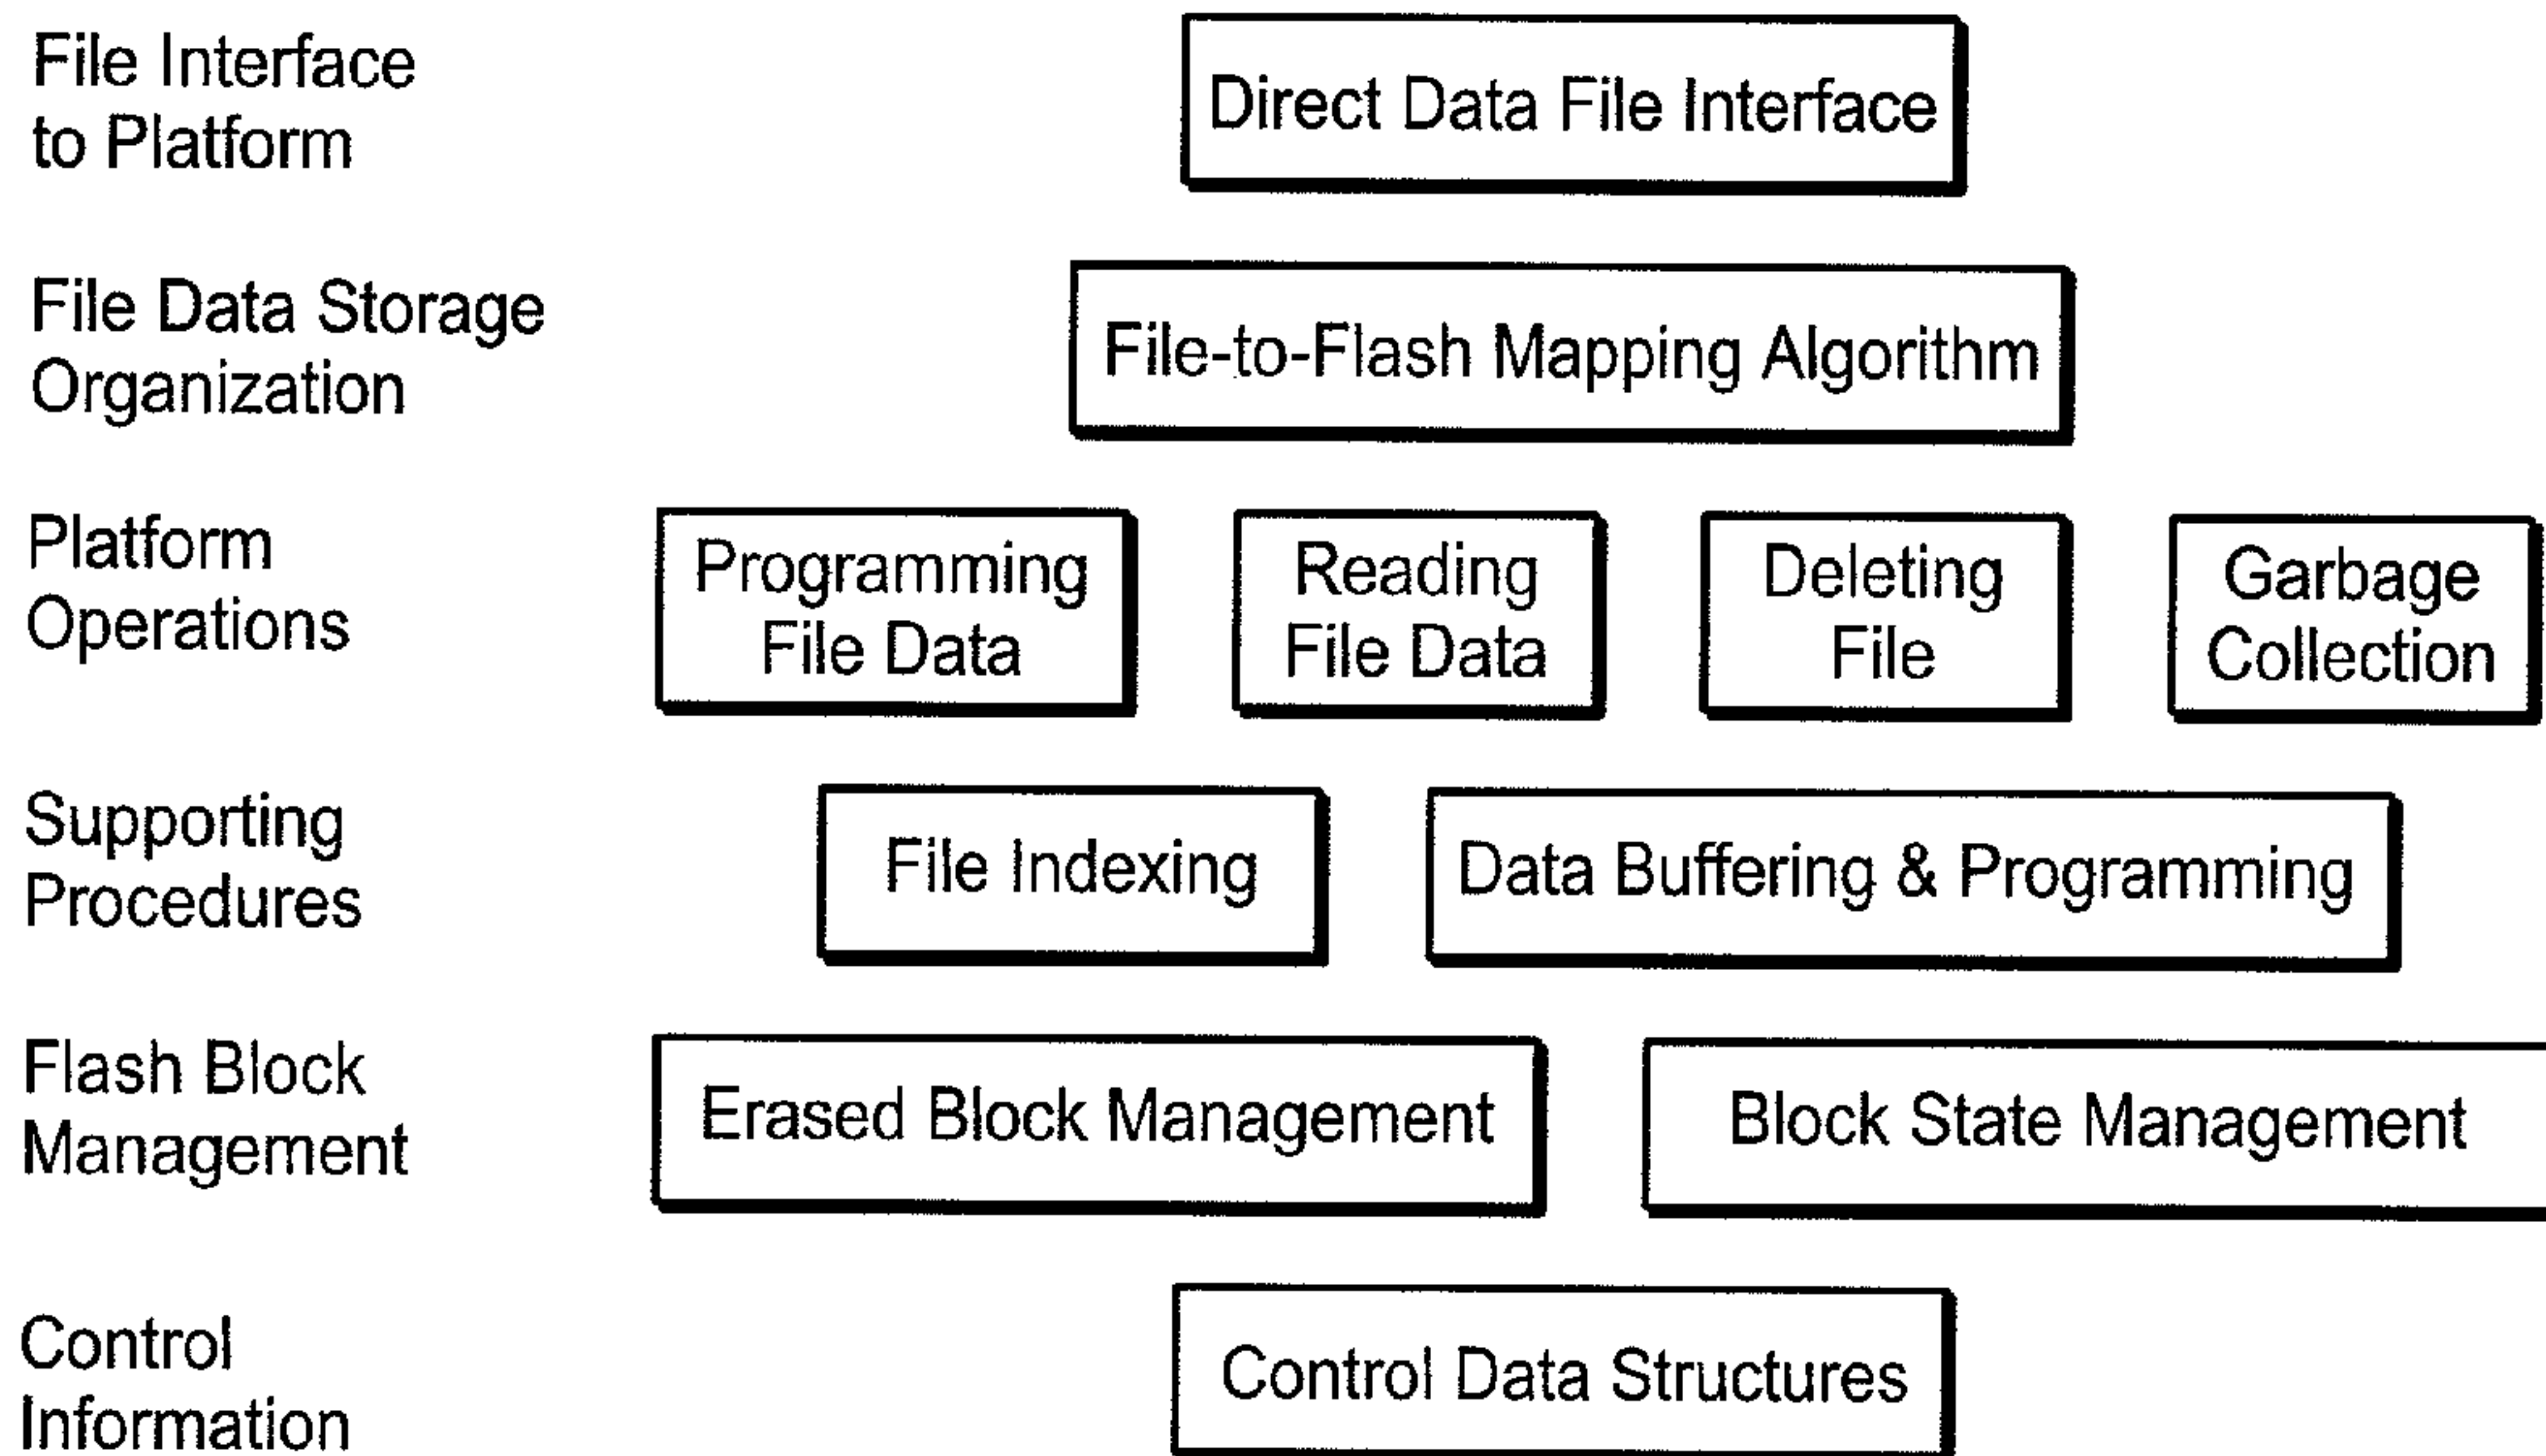 File Interface
to Platform
Direct Data File Interface
File Data Storage
Organization
File-to-Flash Mapping Algorithm
Platform
Operations
Programming
File Data
Reading
File Data
Deleting
File
Garbage
Collection
Supporting
Procedures
File Indexing
Data Buffering & Programming
Flash Block
Management
Erased Block Management
Block State Management
Control
Information
Control Data Structures